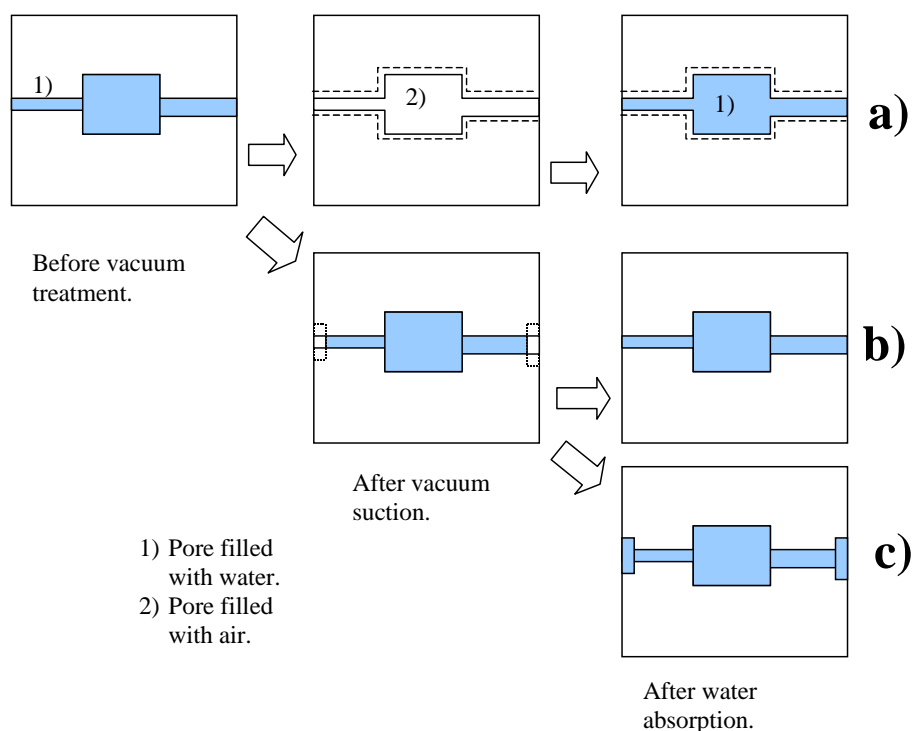 1)
2)
1)
a)
Before vacuum
treatment.
b)
After vacuum
suction.
c)
1) Pore filled
with water.
2) Pore filled
with air.
After water
absorption.